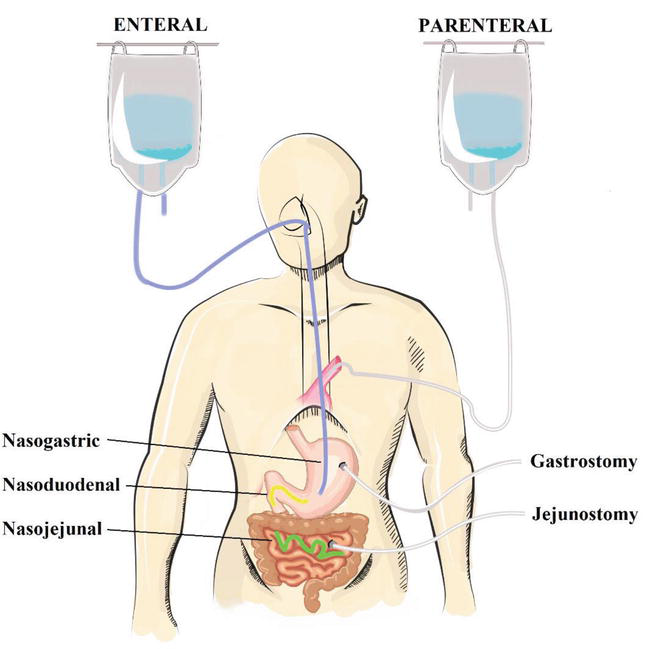 ENTERAL
PARENTERAL
Nasogastric
Nasoduodenal
Nasojejunal
Gastrostomy
Jejunostomy